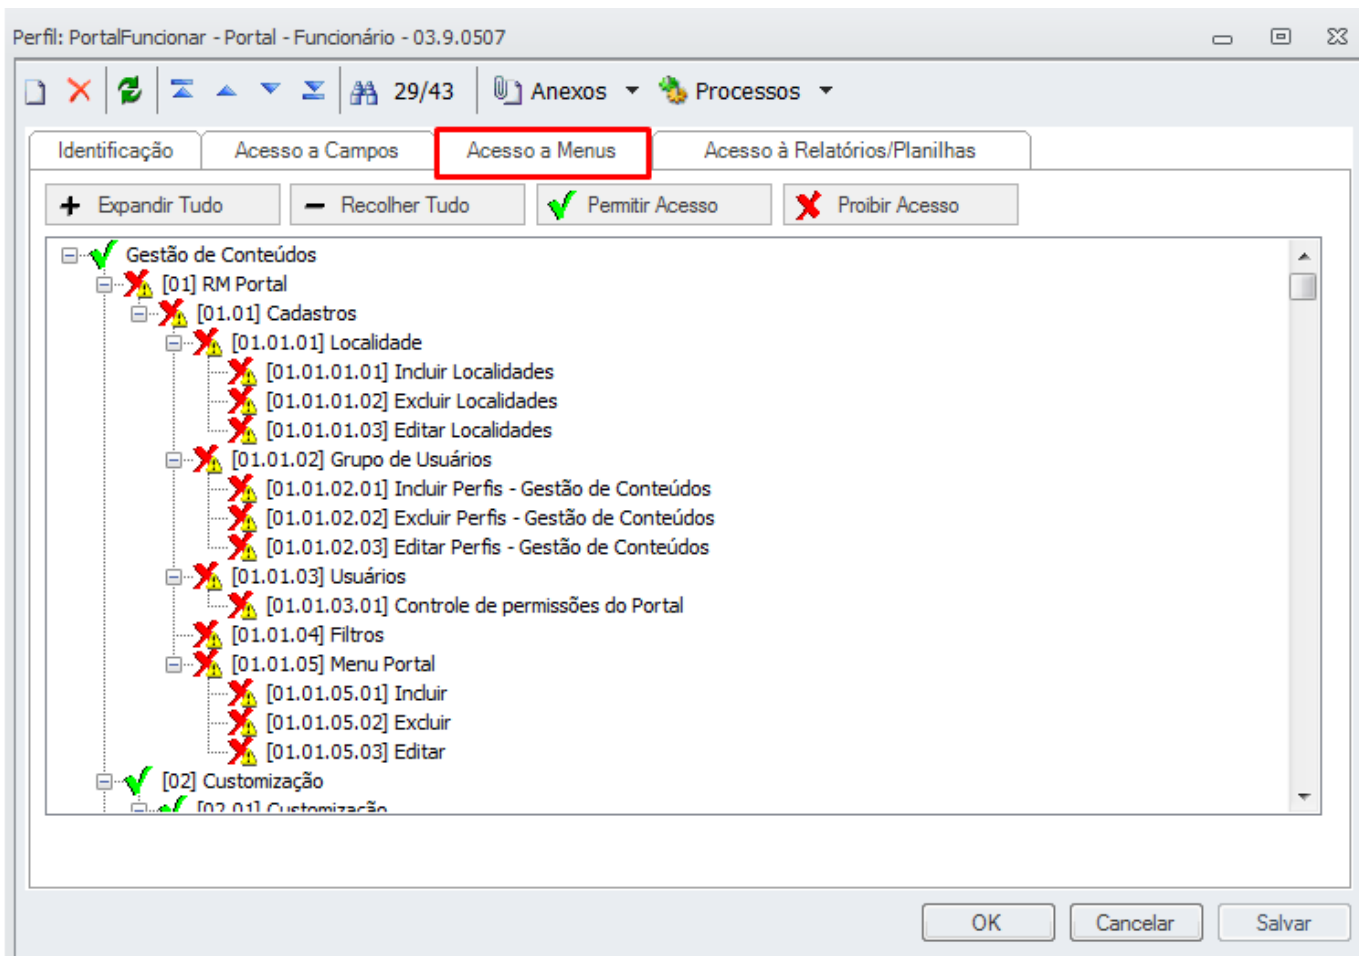 Perfil: PortalFuncionar - Portal - Funcionário - 03.9.0507
29/43 Anexos Processos
Identificação Acesso a Campos Acesso a Menus Acesso à Relatórios/Planilhas
Expandir Tudo Recolher Tudo Permitir Acesso Proibir Acesso
Gestão de Conteúdos
[01] RM Portal
[01.01] Cadastros
[01.01.01] Localidade
[01.01.01.01] Incluir Localidades
[01.01.01.02] Excluir Localidades
[01.01.01.03] Editar Localidades
[01.01.02] Grupo de Usuários
[01.01.02.01] Incluir Perfis - Gestão de Conteúdos
[01.01.02.02] Excluir Perfis - Gestão de Conteúdos
[01.01.02.03] Editar Perfis - Gestão de Conteúdos
[01.01.03] Usuários
[01.01.03.01] Controle de permissões do Portal
[01.01.04] Filtros
[01.01.05] Menu Portal
[01.01.05.01] Incluir
[01.01.05.02] Excluir
[01.01.05.03] Editar
[02] Customização
[02.01] Customização
OK Cancelar Salvar